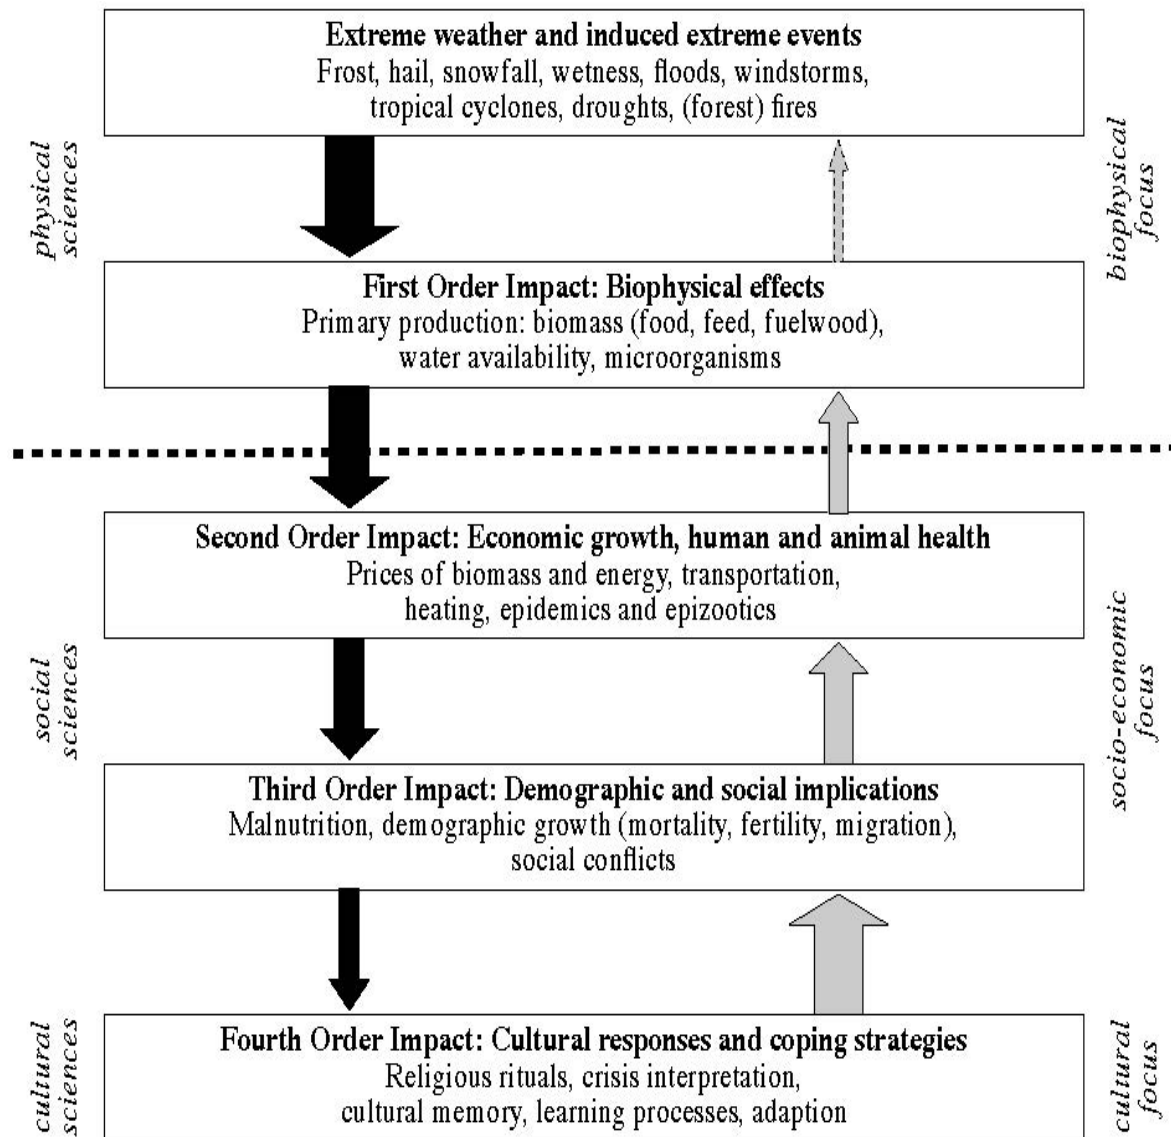 Extreme weather and induced extreme events
Frost, hail, snowfall, wetness, floods, windstorms,
tropical cyclones, droughts, (forest) fires
physical
sciences
biophysical
focus
First Order Impact: Biophysical effects
Primary production: biomass (food, feed, fuelwood),
water availability, microorganisms
Second Order Impact: Economic growth, human and animal health
Prices of biomass and energy, transportation,
heating, epidemics and epizootics
social
sciences
socio-economic
focus
Third Order Impact: Demographic and social implications
Malnutrition, demographic growth (mortality, fertility, migration),
social conflicts
Fourth Order Impact: Cultural responses and coping strategies
Religious rituals, crisis interpretation,
cultural memory, learning processes, adaption
cultural
sciences
cultural
focus